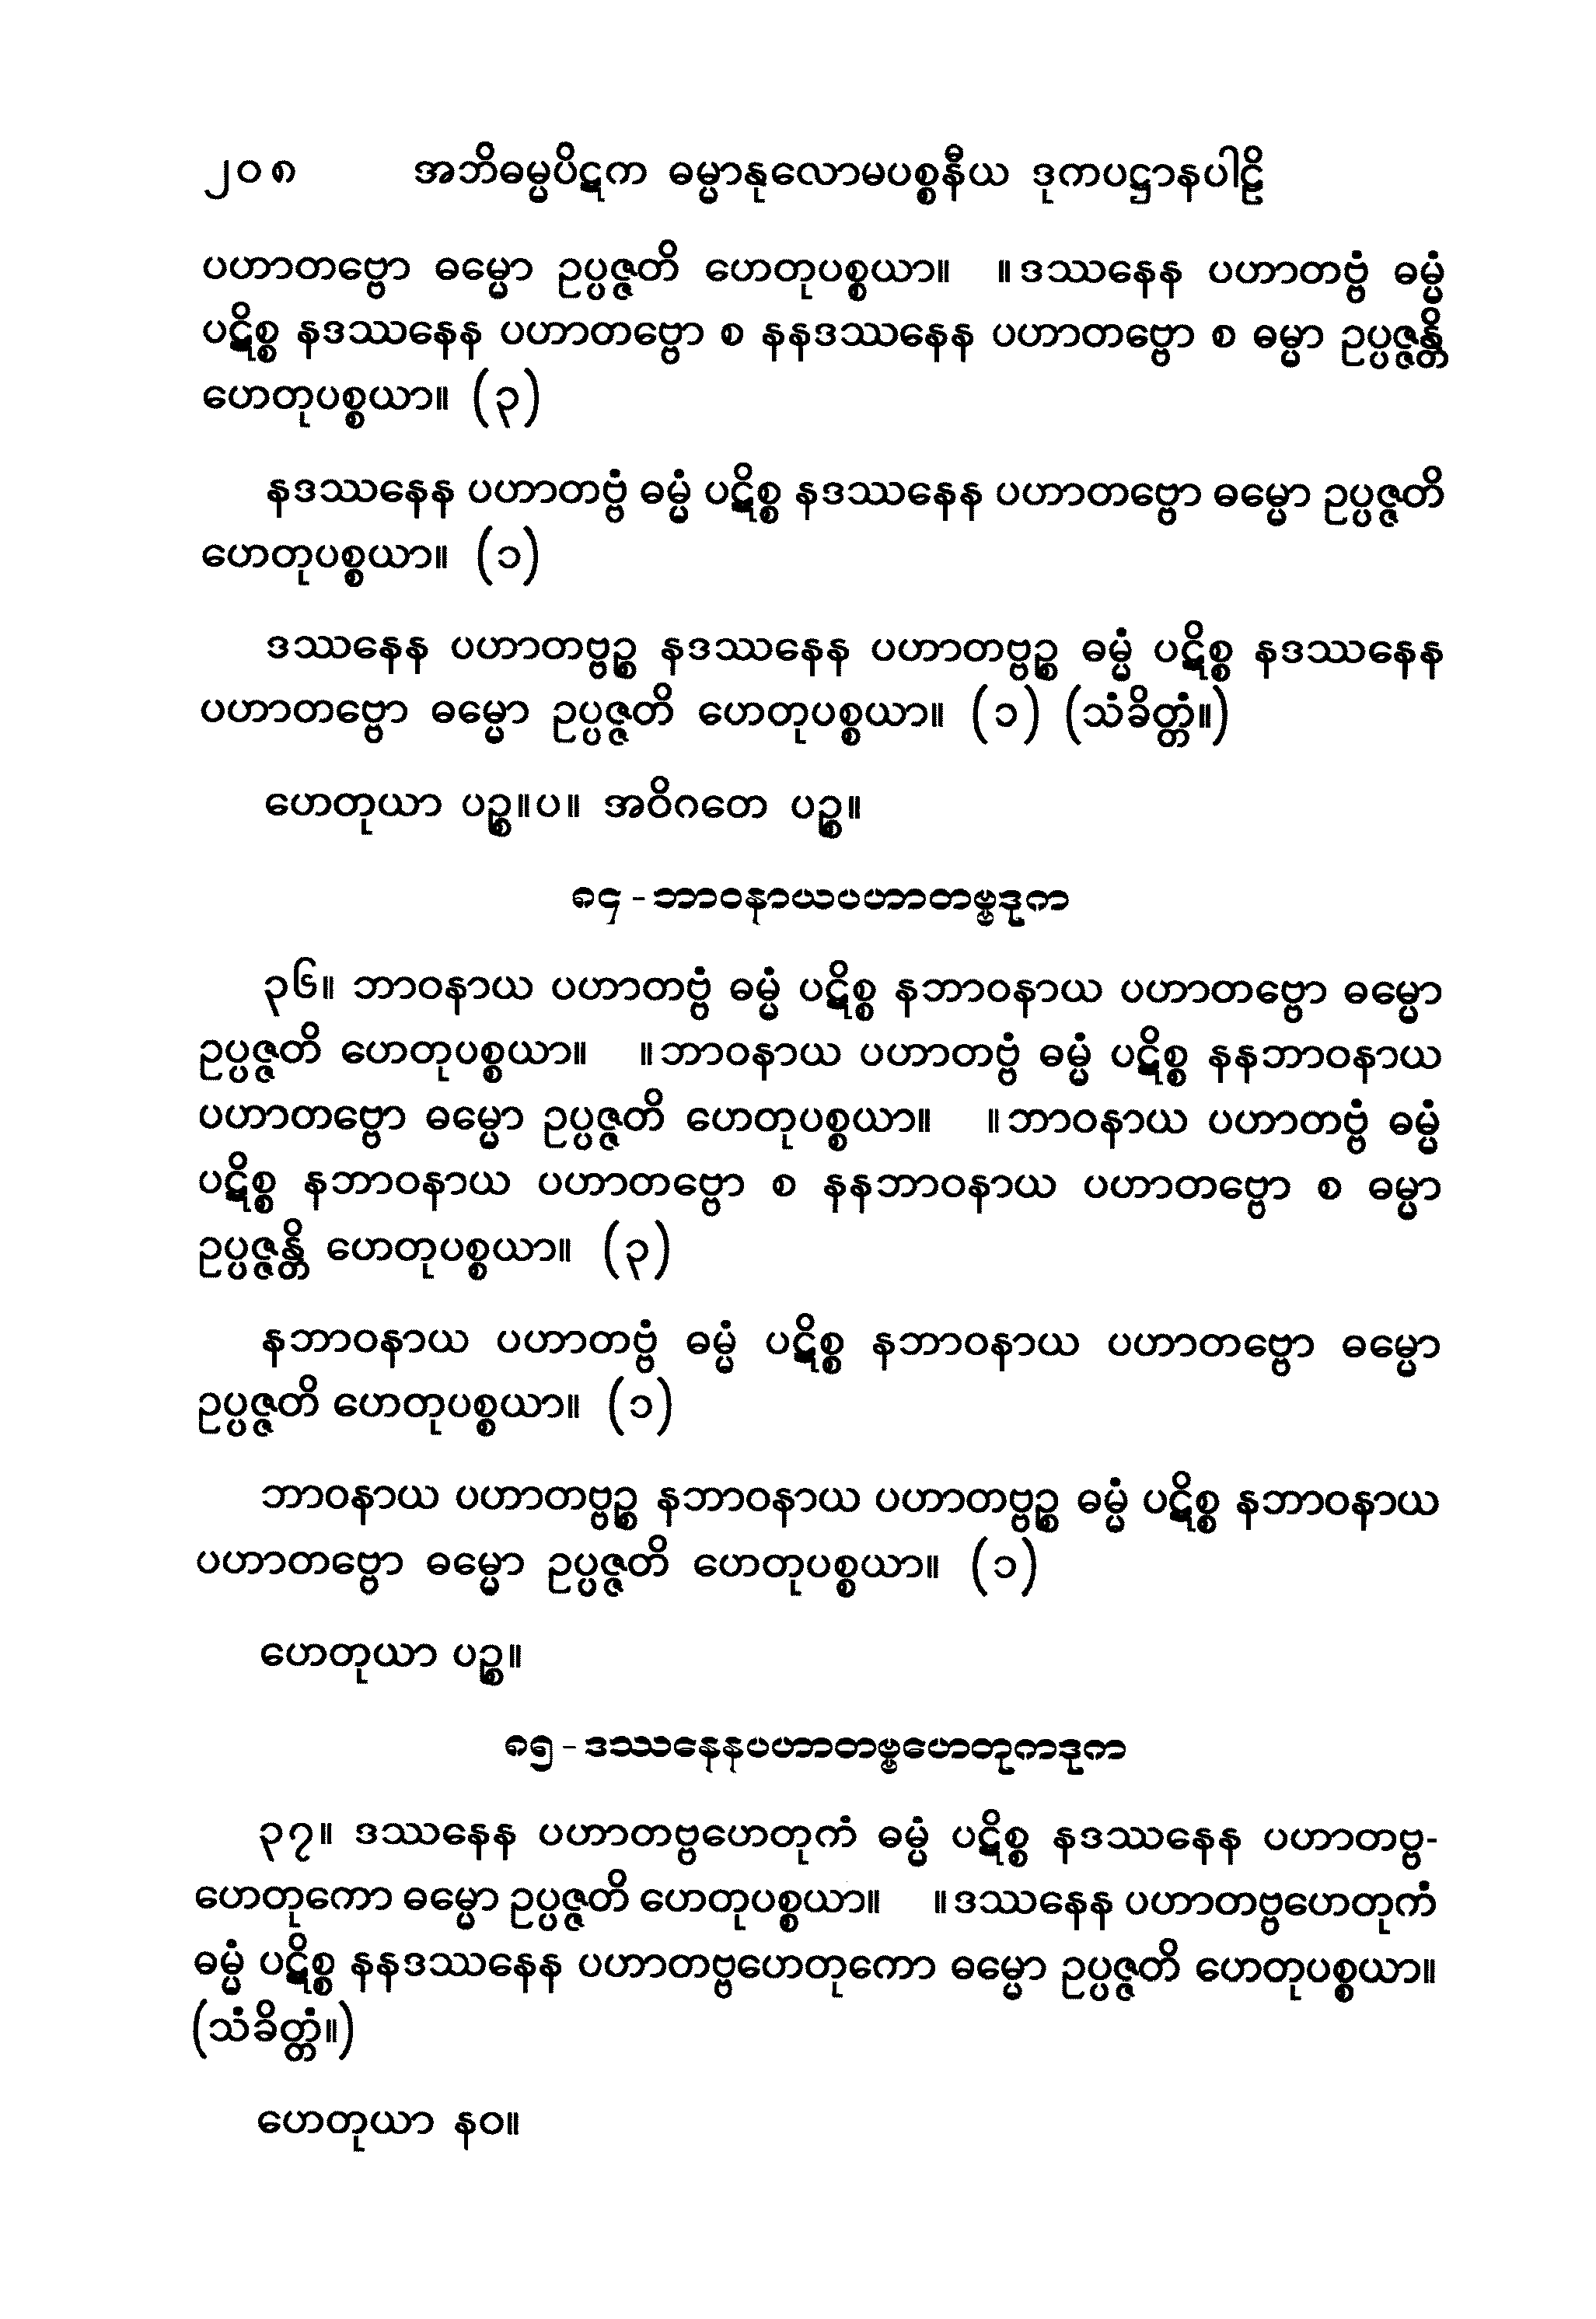 ၂၀၈ အဘိဓမ္မပိဋက ဓမ္မာနုလောမပစ္စနီယ ဒုကပဋ္ဌာနပါဠိ
ပဟာတဗ္ဗော ဓမ္မော ဥပ္ပဇ္ဇတိ ဟေတုပစ္စယာ။ ။ဒဿနေန ပဟာတဗ္ဗံ ဓမ္မံ
ပဋိစ္စ နဒဿနေန ပဟာတဗ္ဗော စ နနဒဿနေန ပဟာတဗ္ဗော စ ဓမ္မာ ဥပ္ပဇ္ဇန္တိ
ဟေတုပစ္စယာ။ (၃)
နဒဿနေန ပဟာတဗ္ဗံ ဓမ္မံ ပဋိစ္စ နဒဿနေန ပဟာတဗ္ဗော ဓမ္မော ဥပ္ပဇ္ဇတိ
ဟေတုပစ္စယာ။ (၁)
ဒဿနေန ပဟာတဗ္ဗဉ္စ နဒဿနေန ပဟာတဗ္ဗဉ္စ ဓမ္မံ ပဋိစ္စ နဒဿနေန
ပဟာတဗ္ဗော ဓမ္မော ဥပ္ပဇ္ဇတိ ဟေတုပစ္စယာ။ (၁) (သံခိတ္တံ။)
ဟေတုယာ ပဉ္စ။ပ။ အဝိဂတေ ပဉ္စ။
၈၄-ဘာဝနာယပဟာတဗ္ဗဒုက
၃၆။ ဘာဝနာယ ပဟာတဗ္ဗံ ဓမ္မံ ပဋိစ္စ နဘာဝနာယ ပဟာတဗ္ဗော ဓမ္မော
ဥပ္ပဇ္ဇတိ ဟေတုပစ္စယာ။ ။ဘာဝနာယ ပဟာတဗ္ဗံ ဓမ္မံ ပဋိစ္စ နနဘာဝနာယ
ပဟာတဗ္ဗော ဓမ္မော ဥပ္ပဇ္ဇတိ ဟေတုပစ္စယာ။ ။ဘာဝနာယ ပဟာတဗ္ဗံ ဓမ္မံ
ပဋိစ္စ နဘာဝနာယ ပဟာတဗ္ဗော စ နနဘာဝနာယ ပဟာတဗ္ဗော စ ဓမ္မာ
ဥပ္ပဇ္ဇန္တိ ဟေတုပစ္စယာ။ (၃)
နဘာဝနာယ ပဟာတဗ္ဗံ ဓမ္မံ ပဋိစ္စ နဘာဝနာယ ပဟာတဗ္ဗော ဓမ္မော
ဥပ္ပဇ္ဇတိ ဟေတုပစ္စယာ။ (၁)
ဘာဝနာယ ပဟာတဗ္ဗဉ္စ နဘာဝနာယ ပဟာတဗ္ဗဉ္စ ဓမ္မံ ပဋိစ္စ နဘာဝနာယ
ပဟာတဗ္ဗော ဓမ္မော ဥပ္ပဇ္ဇတိ ဟေတုပစ္စယာ။ (၁)
ဟေတုယာ ပဉ္စ။
၈၅-ဒဿနေနပဟာတဗ္ဗဟေတုကဒုက
၃၇။ ဒဿနေန ပဟာတဗ္ဗဟေတုကံ ဓမ္မံ ပဋိစ္စ နဒဿနေန ပဟာတဗ္ဗ-
ဟေတုကော ဓမ္မော ဥပ္ပဇ္ဇတိ ဟေတုပစ္စယာ။ ။ဒဿနေန ပဟာတဗ္ဗဟေတုကံ
ဓမ္မံ ပဋိစ္စ နနဒဿနေန ပဟာတဗ္ဗဟေတုကော ဓမ္မော ဥပ္ပဇ္ဇတိ ဟေတုပစ္စယာ။
(သံခိတ္တံ။)
ဟေတုယာ နဝ။